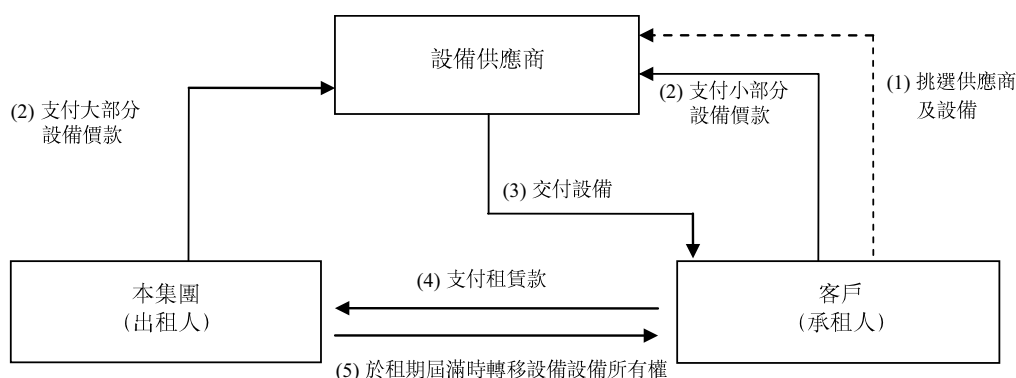 設備供應商
(1) 挑選供應商
及設備
(2) 支付大部分
設備價款
(2) 支付小部分
設備價款
(3) 交付設備
本集團
(出租人)
(4) 支付租賃款
客戶
(承租人)
(5) 於租期屆滿時轉移設備設備所有權